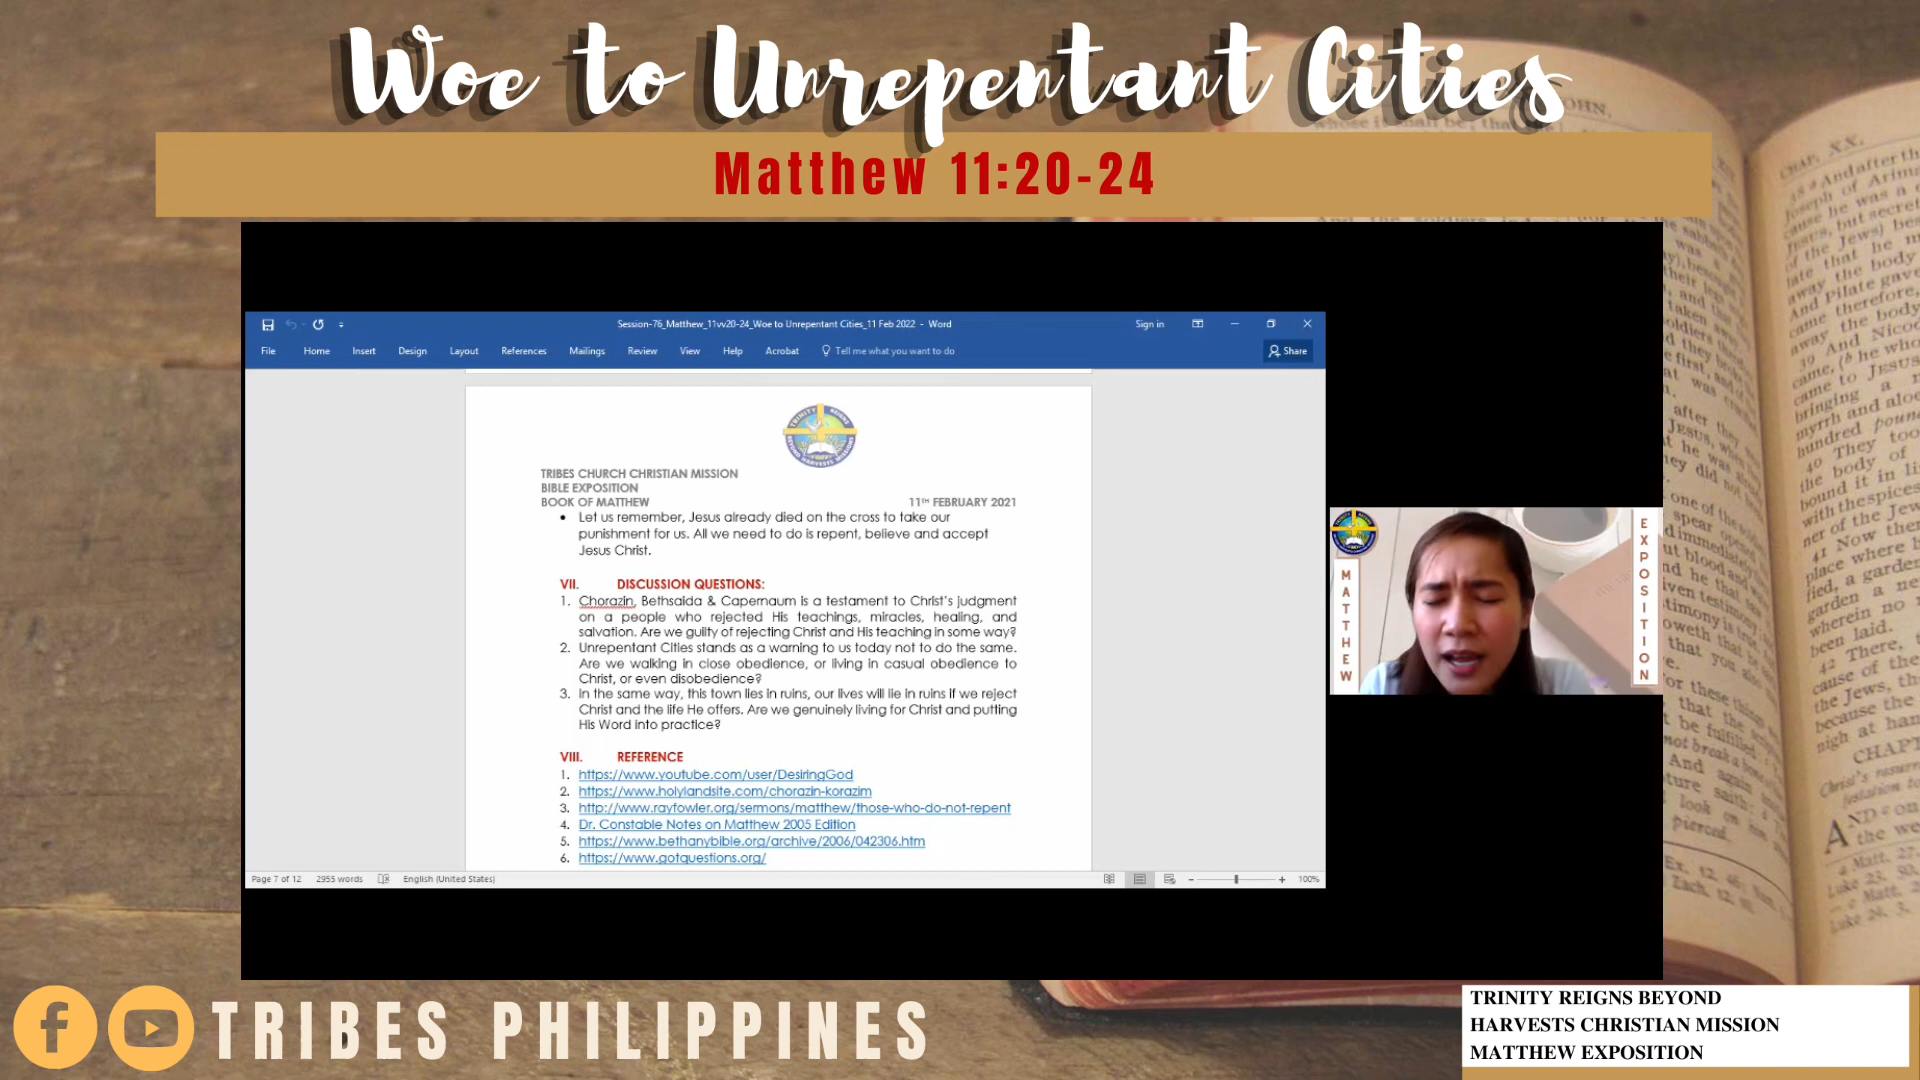 Woe to Unrepentant Cities
Matthew 11:20-24
Session-76_Matthew_11vv20-24_Woe to Unrepentant Cities_11 Feb 2022 - Word
Sign in
File Home Insert Design Layout References Mailings Review View Help Acrobat Tell me what you want to do Share
TRINITY REIGNS
BEYOND HARVESTS MISSIONS
TRIBES CHURCH CHRISTIAN MISSION
BIBLE EXPOSITION
BOOK OF MATTHEW 11TH FEBRUARY 2021
• Let us remember, Jesus already died on the cross to take our
punishment for us. All we need to do is repent, believe and accept
Jesus Christ.
VII. DISCUSSION QUESTIONS:
1. Chorazin, Bethsaida & Capernaum is a testament to Christ's judgment
on a people who rejected His teachings, miracles, healing, and
salvation. Are we guilty of rejecting Christ and His teaching in some way?
2. Unrepentant Cities stands as a warning to us today not to do the same.
Are we walking in close obedience, or living in casual obedience to
Christ, or even disobedience?
3. In the same way, this town lies in ruins, our lives will lie in ruins if we reject
Christ and the life He offers. Are we genuinely living for Christ and putting
His Word into practice?
VIII. REFERENCE
1. https://www.youtube.com/user/DesiringGod
2. https://www.holylandsite.com/chorazin-korazim
3. http://www.rayfowler.org/sermons/matthew/those-who-do-not-repent
4. Dr. Constable Notes on Matthew 2005 Edition
5. https://www.bethanybible.org/archive/2006/042306.htm
6. https://www.gotquestions.org/
Page 7 of 12 2955 words English (United States) 100%
MATTHEW
EXPOSITION
TRIBES PHILIPPINES
TRINITY REIGNS BEYOND
HARVESTS CHRISTIAN MISSION
MATTHEW EXPOSITION